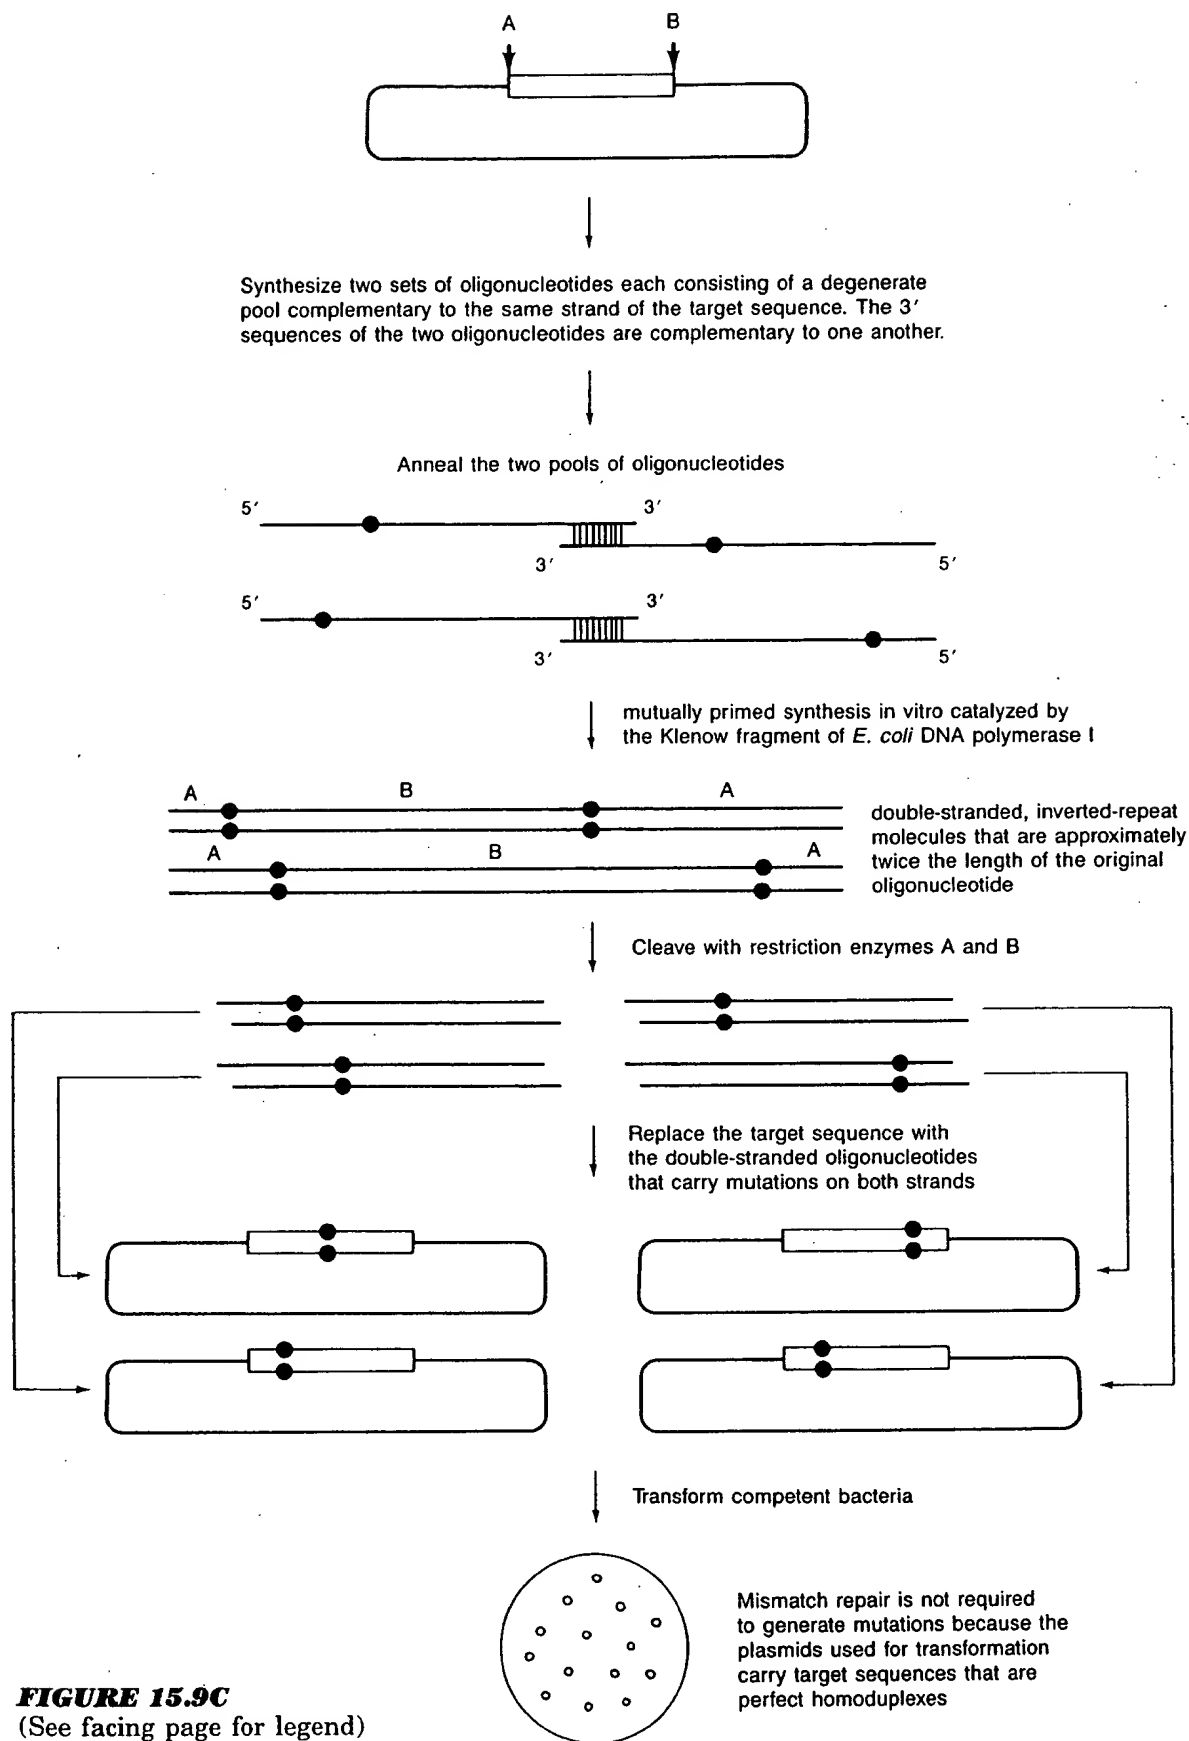 A B
Synthesize two sets of oligonucleotides each consisting of a degenerate
pool complementary to the same strand of the target sequence. The 3′
sequences of the two oligonucleotides are complementary to one another.
Anneal the two pools of oligonucleotides
5′ 3′
3′ 5′
5′ 3′
3′ 5′
mutually primed synthesis in vitro catalyzed by
the Klenow fragment of E. coli DNA polymerase I
A B A
A B A
double-stranded, inverted-repeat
molecules that are approximately
twice the length of the original
oligonucleotide
Cleave with restriction enzymes A and B
Replace the target sequence with
the double-stranded oligonucleotides
that carry mutations on both strands
Transform competent bacteria
Mismatch repair is not required
to generate mutations because the
plasmids used for transformation
carry target sequences that are
perfect homoduplexes
FIGURE 15.9C
(See facing page for legend)